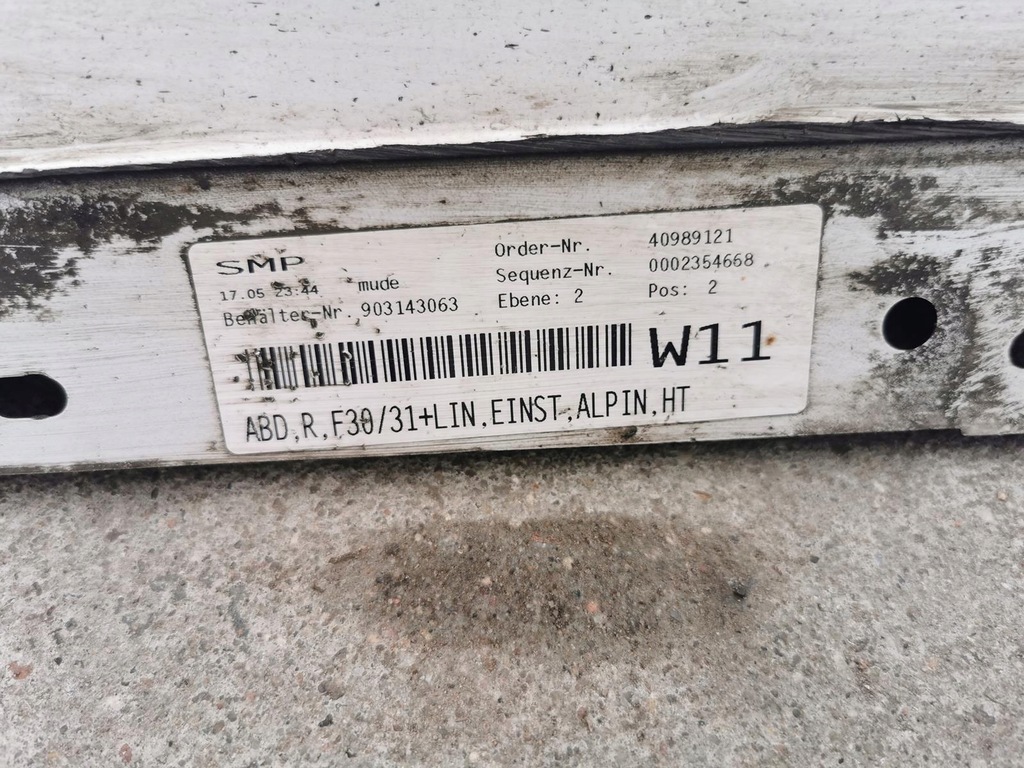 SMP
17.05 23:44 mude
Behälter-Nr. 903143063
Order-Nr. 40989121
Sequenz-Nr. 0002354668
Ebene: 2 Pos: 2
W11
ABD,R,F30/31+LIN,EINST,ALPIN,HT